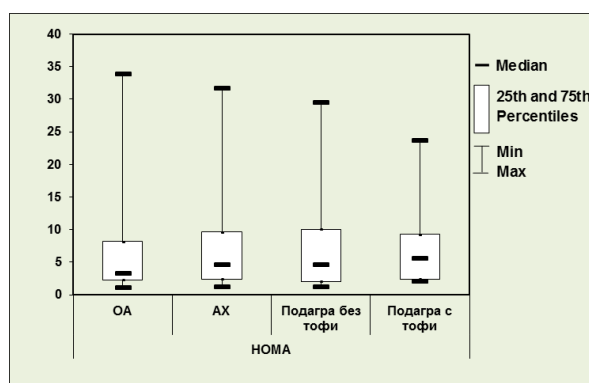 40
35
30
25
20
15
10
5
0
ОА
АХ
Подагра без
тофи
Подагра с
тофи
НОМА
Median
25th and 75th
Percentiles
Min
Max